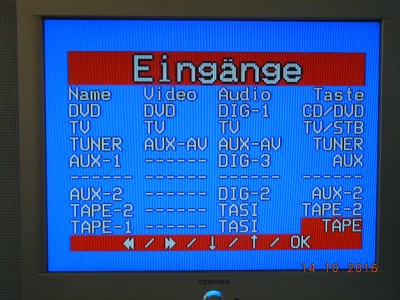 Eingänge
Name Video Audio Taste
DVD DVD DIG-1 CD/DVD
TV TV TV TV/STB
TUNER AUX-AV AUX-AV TUNER
AUX-1 ------ DIG-3 AUX
------ ------ ------ ------
AUX-2 ------ DIG-2 AUX-2
TAPE-2 ------ TASI TAPE-2
TAPE-1 ------ TASI TAPE
◀◀ / ▶▶ / ↓ / ↑ / OK
14.10.2016
TOSHIBA